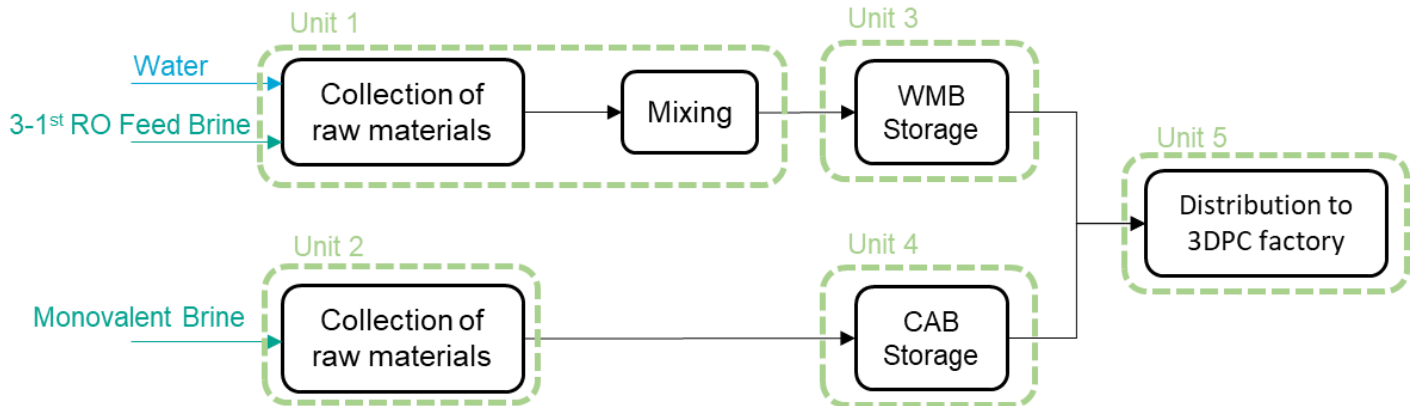 Unit 1
Unit 3
Water
3-1st RO Feed Brine
Collection of
raw materials
Mixing
WMB
Storage
Unit 5
Distribution to
3DPC factory
Unit 2
Unit 4
Monovalent Brine
Collection of
raw materials
CAB
Storage